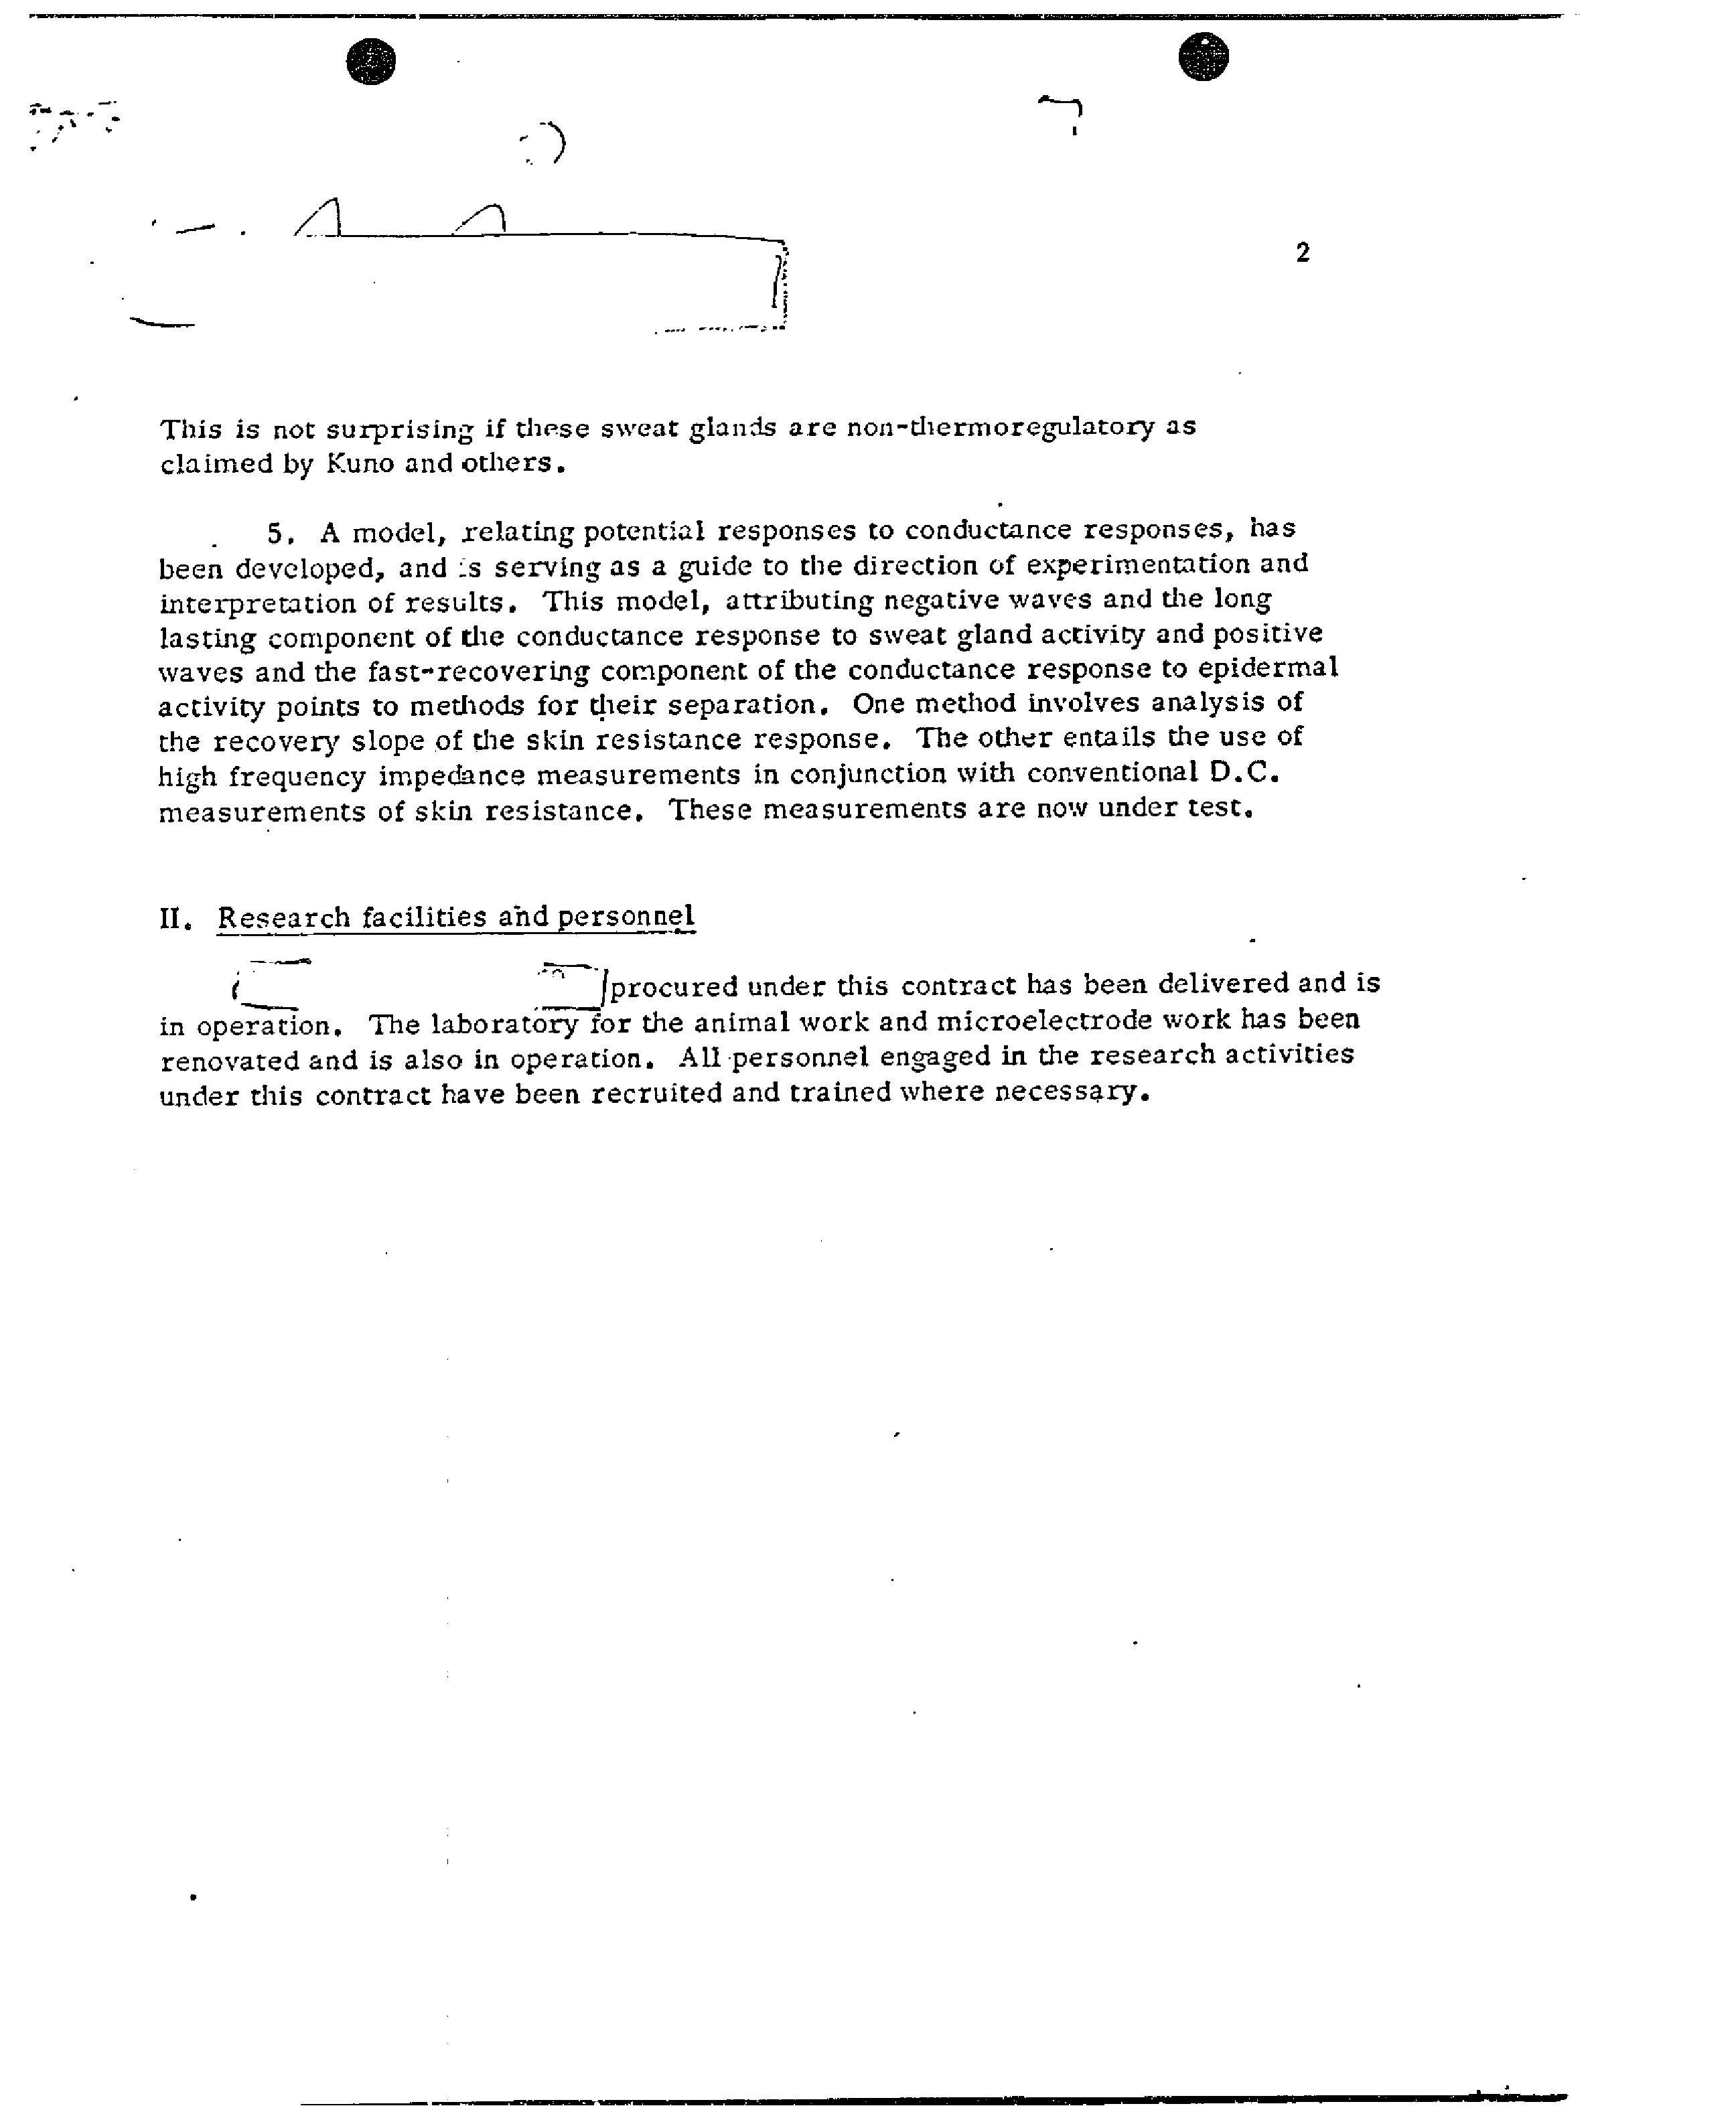 2
This is not surprising if these sweat glands are non-thermoregulatory as
claimed by Kuno and others.
5. A model, relating potential responses to conductance responses, has
been developed, and is serving as a guide to the direction of experimentation and
interpretation of results. This model, attributing negative waves and the long
lasting component of the conductance response to sweat gland activity and positive
waves and the fast-recovering component of the conductance response to epidermal
activity points to methods for their separation. One method involves analysis of
the recovery slope of the skin resistance response. The other entails the use of
high frequency impedance measurements in conjunction with conventional D.C.
measurements of skin resistance. These measurements are now under test.
II. Research facilities and personnel
procured under this contract has been delivered and is
in operation. The laboratory for the animal work and microelectrode work has been
renovated and is also in operation. All personnel engaged in the research activities
under this contract have been recruited and trained where necessary.